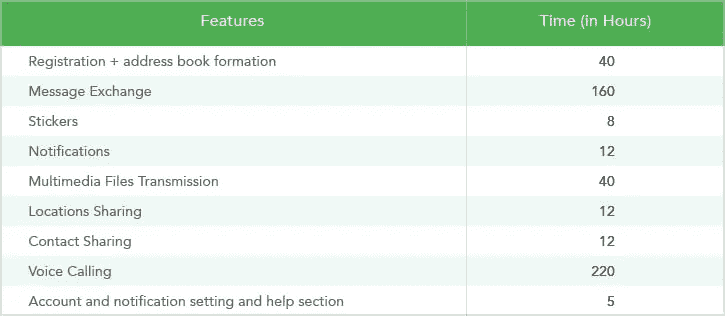 Features Time (in Hours)
Registration + address book formation 40
Message Exchange 160
Stickers 8
Notifications 12
Multimedia Files Transmission 40
Locations Sharing 12
Contact Sharing 12
Voice Calling 220
Account and notification setting and help section 5